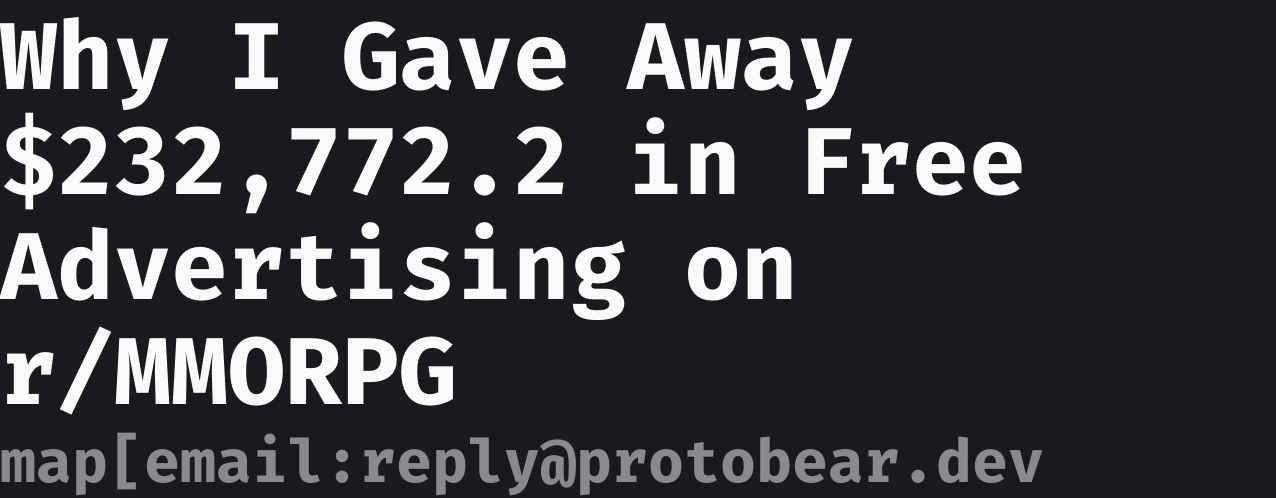 Why I Gave Away
$232,772.2 in Free
Advertising on
r/MMORPG
map[email:reply@protobear.dev